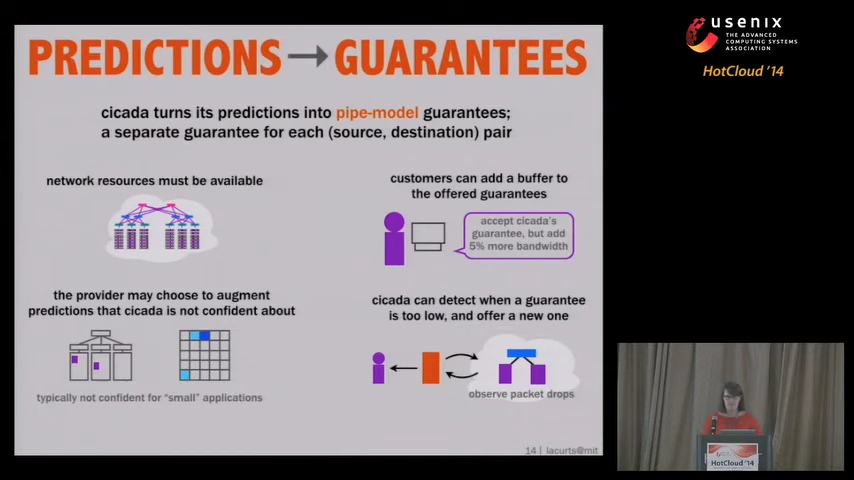 PREDICTIONS → GUARANTEES
cicada turns its predictions into pipe-model guarantees;
a separate guarantee for each (source, destination) pair
network resources must be available
customers can add a buffer to
the offered guarantees
accept cicada's
guarantee, but add
5% more bandwidth
the provider may choose to augment
predictions that cicada is not confident about
typically not confident for "small" applications
cicada can detect when a guarantee
is too low, and offer a new one
observe packet drops
14 | lacurts@mit
usenix
THE ADVANCED
COMPUTING SYSTEMS
ASSOCIATION
HotCloud '14
HotCloud '14